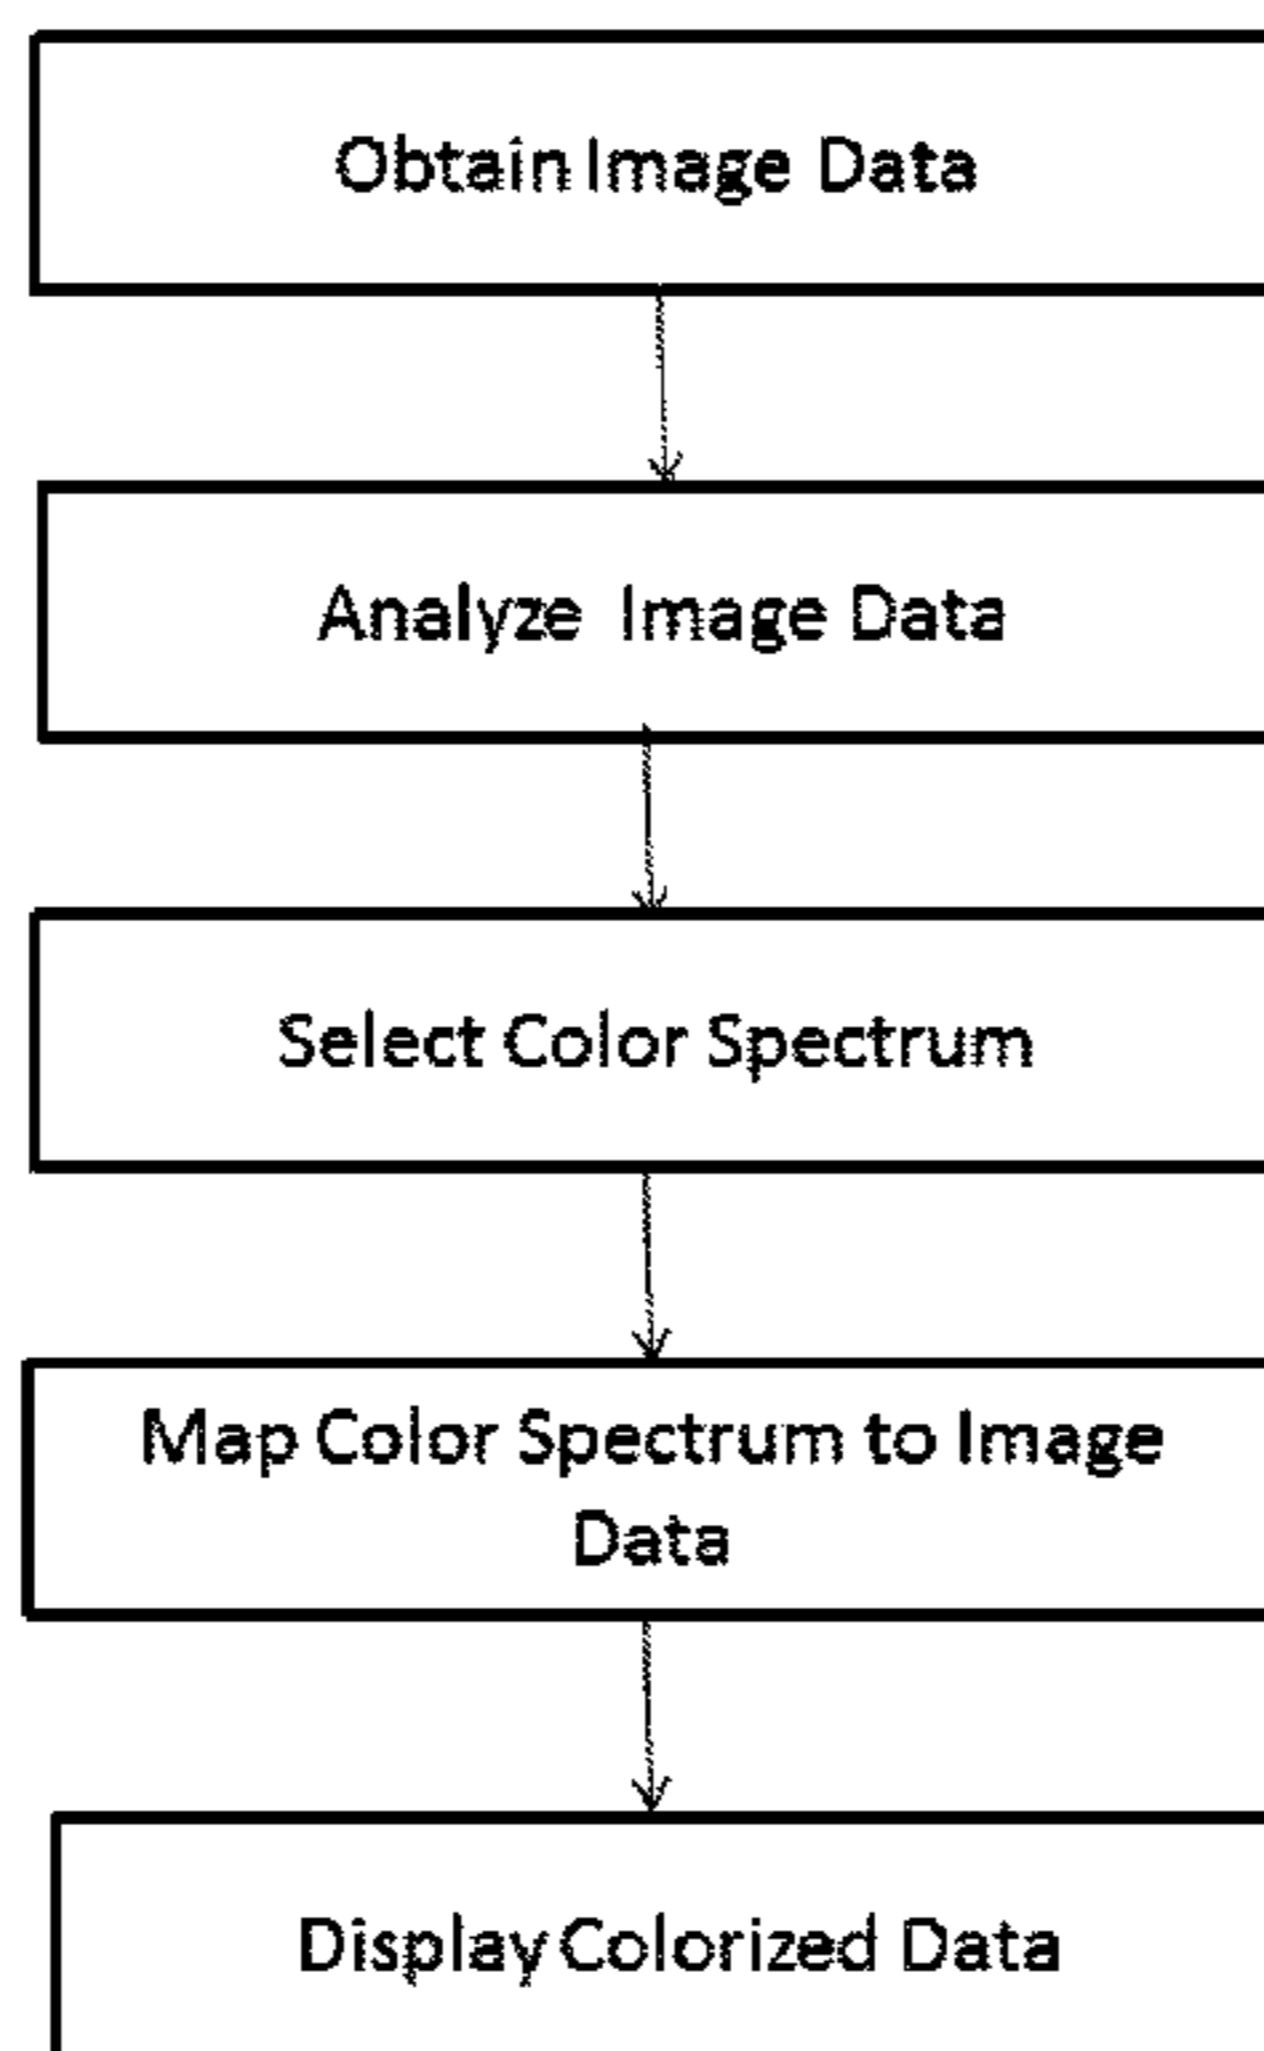 Obtain Image Data
Analyze Image Data
Select Color Spectrum
Map Color Spectrum to Image
Data
Display Colorized Data